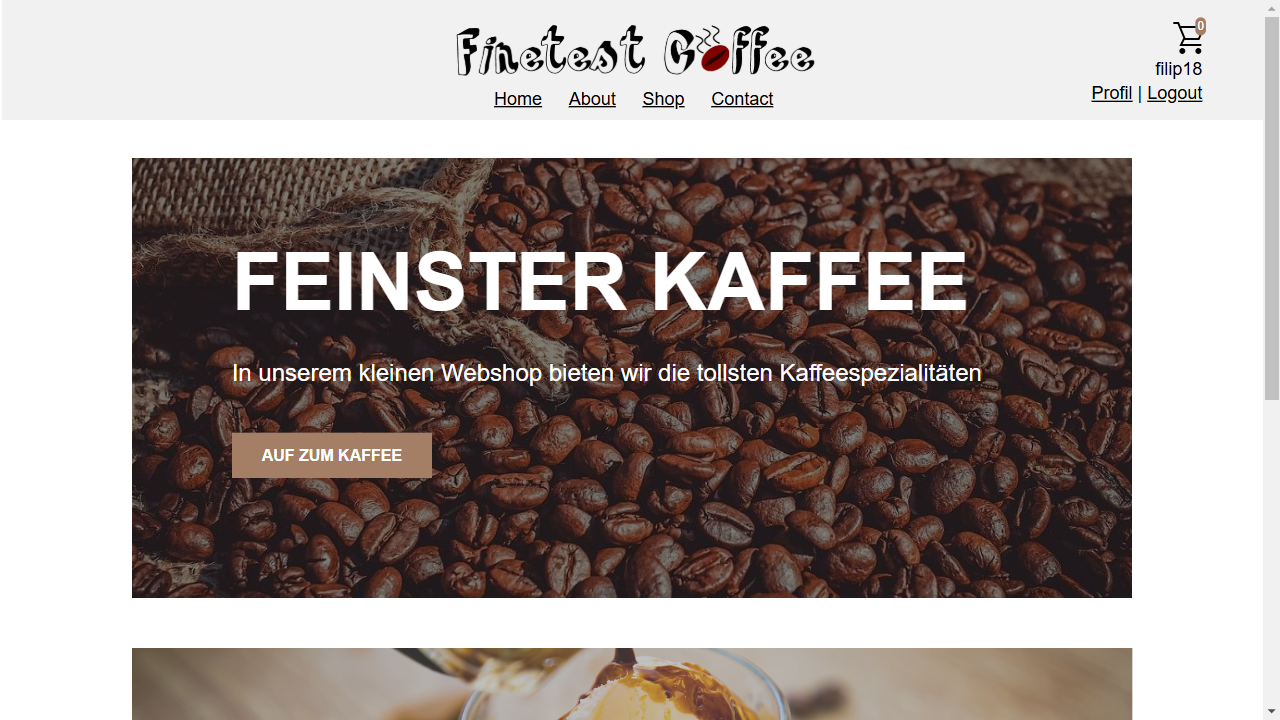 Finetest Coffee
0
filip18
Home About Shop Contact
Profil | Logout
FEINSTER KAFFEE
In unserem kleinen Webshop bieten wir die tollsten Kaffeespezialitäten
AUF ZUM KAFFEE